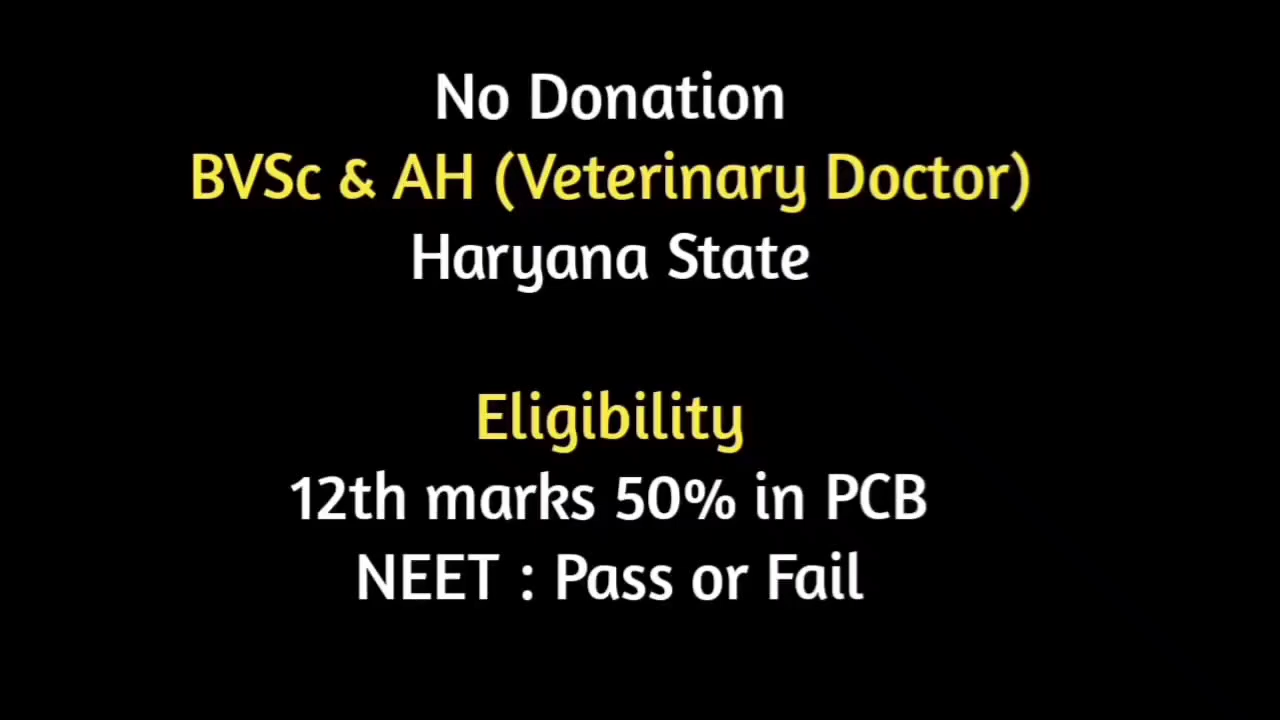 No Donation
BVSc & AH (Veterinary Doctor)
Haryana State
Eligibility
12th marks 50% in PCB
NEET : Pass or Fail